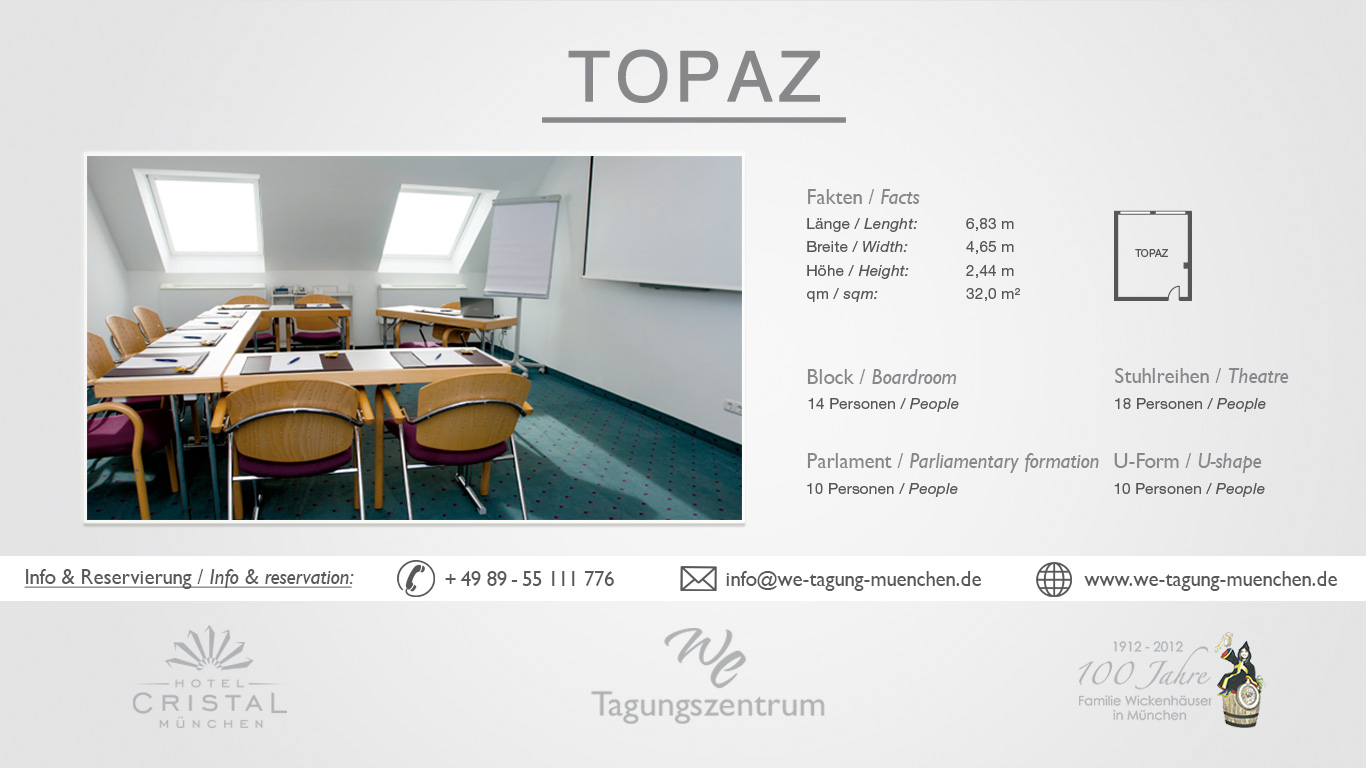 TOPAZ
Fakten / Facts
Länge / Lenght: 6,83 m
Breite / Width: 4,65 m
Höhe / Height: 2,44 m
qm / sqm: 32,0 m²
TOPAZ
Block / Boardroom
14 Personen / People
Stuhlreihen / Theatre
18 Personen / People
Parlament / Parliamentary formation
10 Personen / People
U-Form / U-shape
10 Personen / People
Info & Reservierung / Info & reservation:
+ 49 89 - 55 111 776
info@we-tagung-muenchen.de
www.we-tagung-muenchen.de
HOTEL
CRISTAL
MÜNCHEN
We
Tagungszentrum
1912 - 2012
100 Jahre
Familie Wickenhäuser
in München